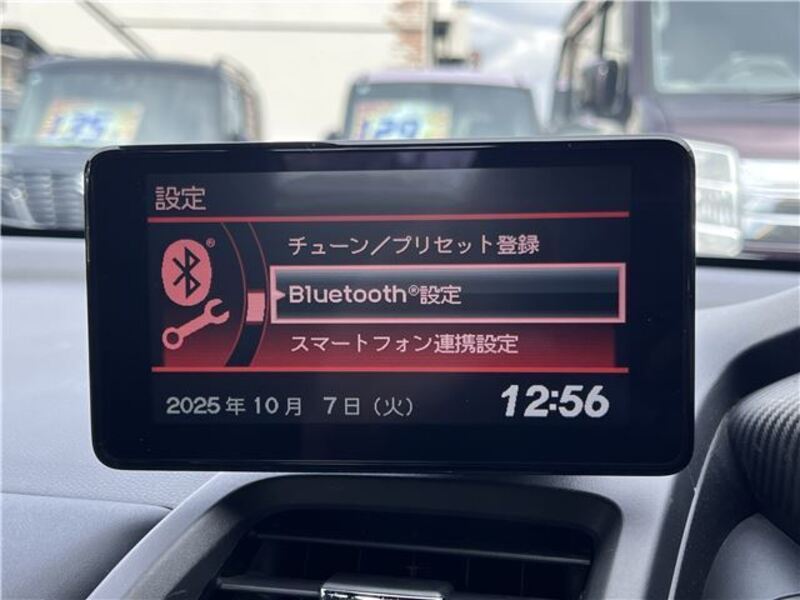 135
129
設定
チューン／プリセット登録
Bluetooth®設定
スマートフォン連携設定
2025年10月 7日（火） 12:56